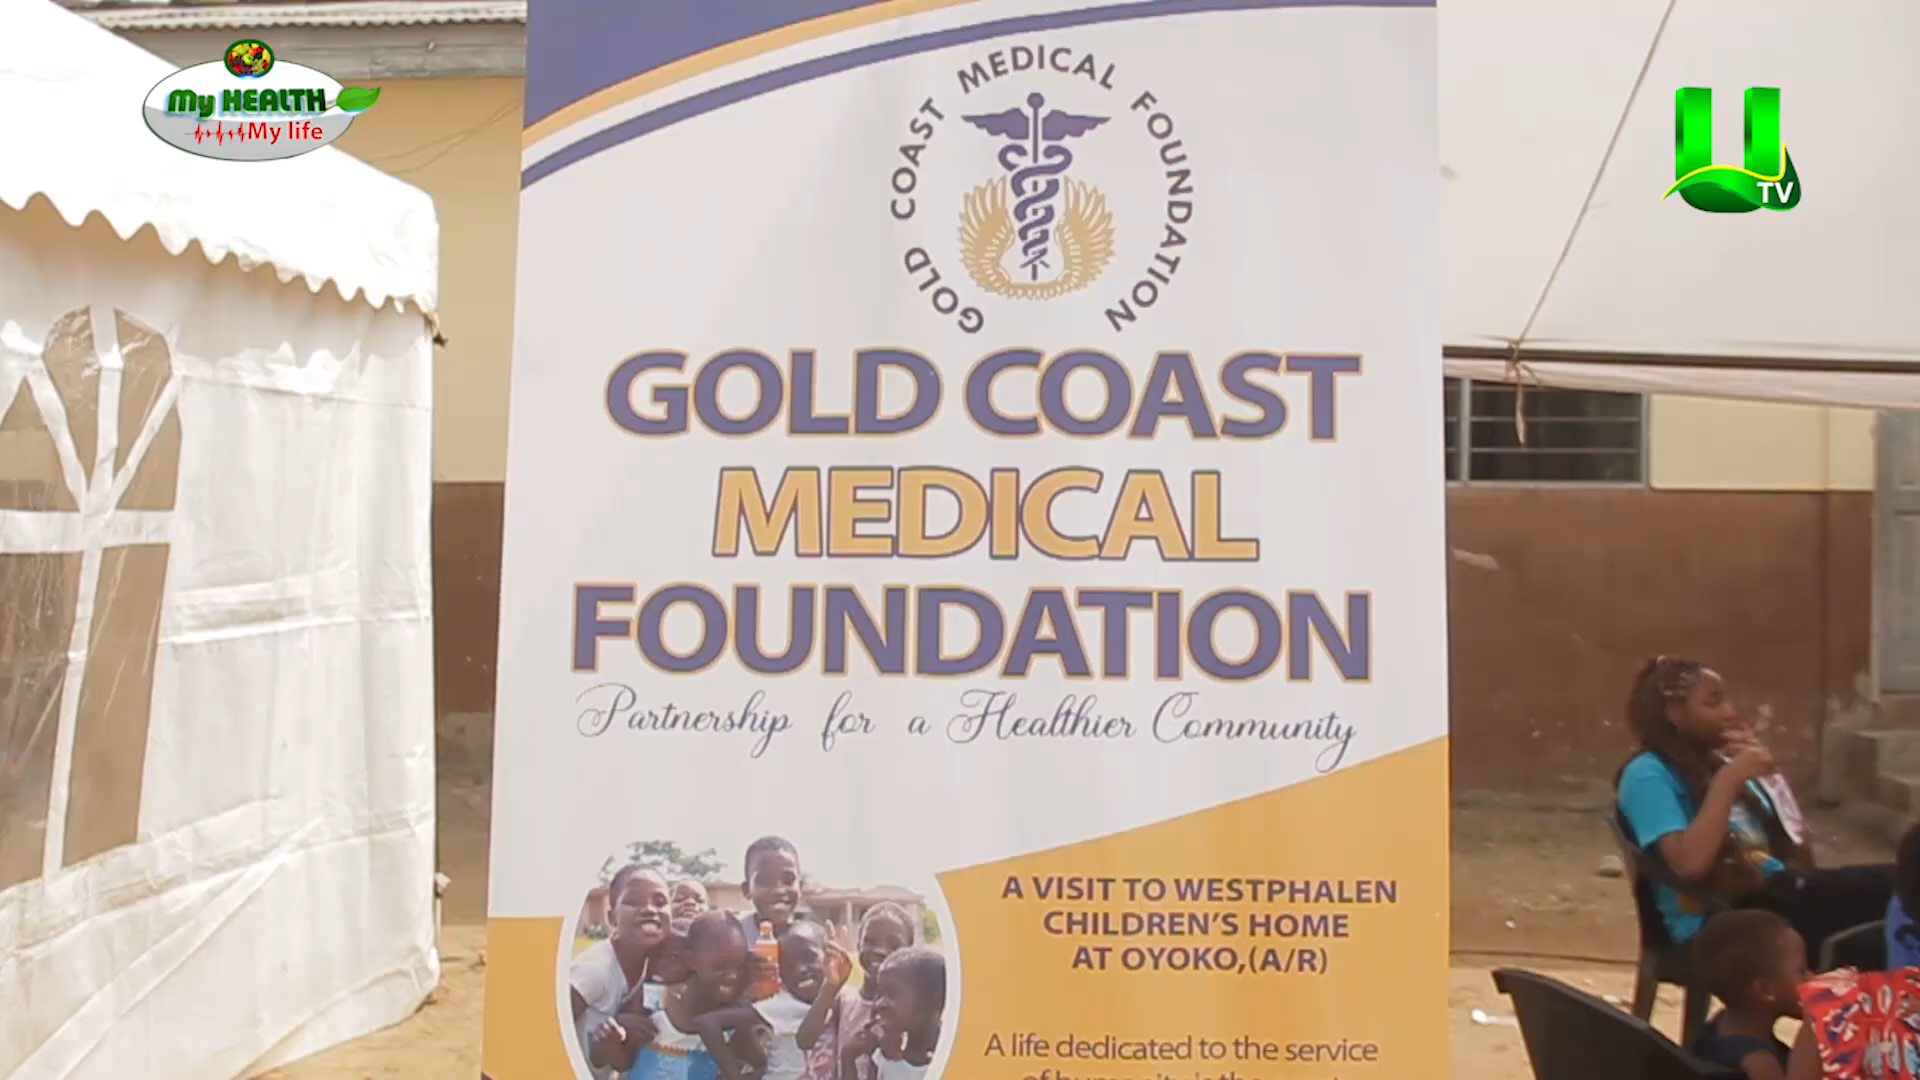 My HEALTH
My life
U
TV
GOLD COAST MEDICAL FOUNDATION
GOLD COAST
MEDICAL
FOUNDATION
Partnership for a Healthier Community
A VISIT TO WESTPHALEN
CHILDREN'S HOME
AT OYOKO,(A/R)
A life dedicated to the service